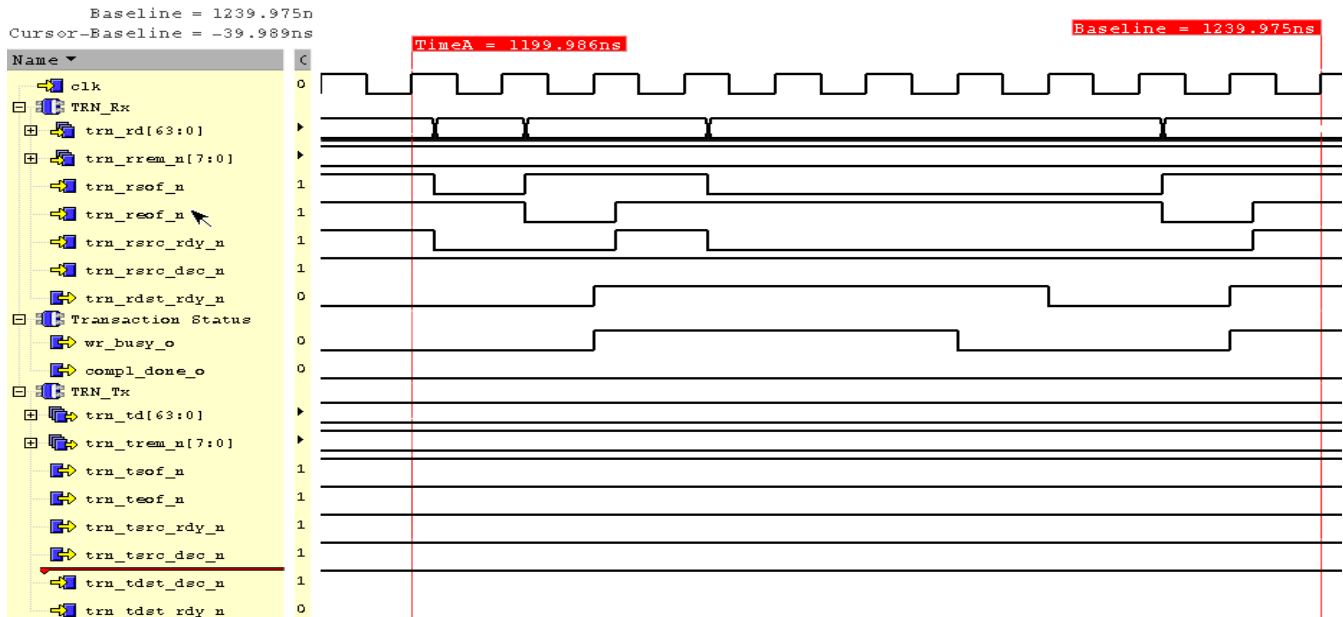 Baseline = 1239.975n
Cursor-Baseline = -39.989ns
Baseline = 1239.975ns
TimeA = 1199.986ns
Name C
clk 0
TRN_Rx
trn_rd[63:0]
trn_rrem_n[7:0]
trn_rsof_n 1
trn_reof_n 1
trn_rsrc_rdy_n 1
trn_rsrc_dsc_n 1
trn_rdst_rdy_n 0
Transaction Status
wr_busy_o 0
compl_done_o 0
TRN_Tx
trn_td[63:0]
trn_trem_n[7:0]
trn_tsof_n 1
trn_teof_n 1
trn_tsrc_rdy_n 1
trn_tsrc_dsc_n 1
trn_tdst_dsc_n 1
trn_tdst_rdy_n 0